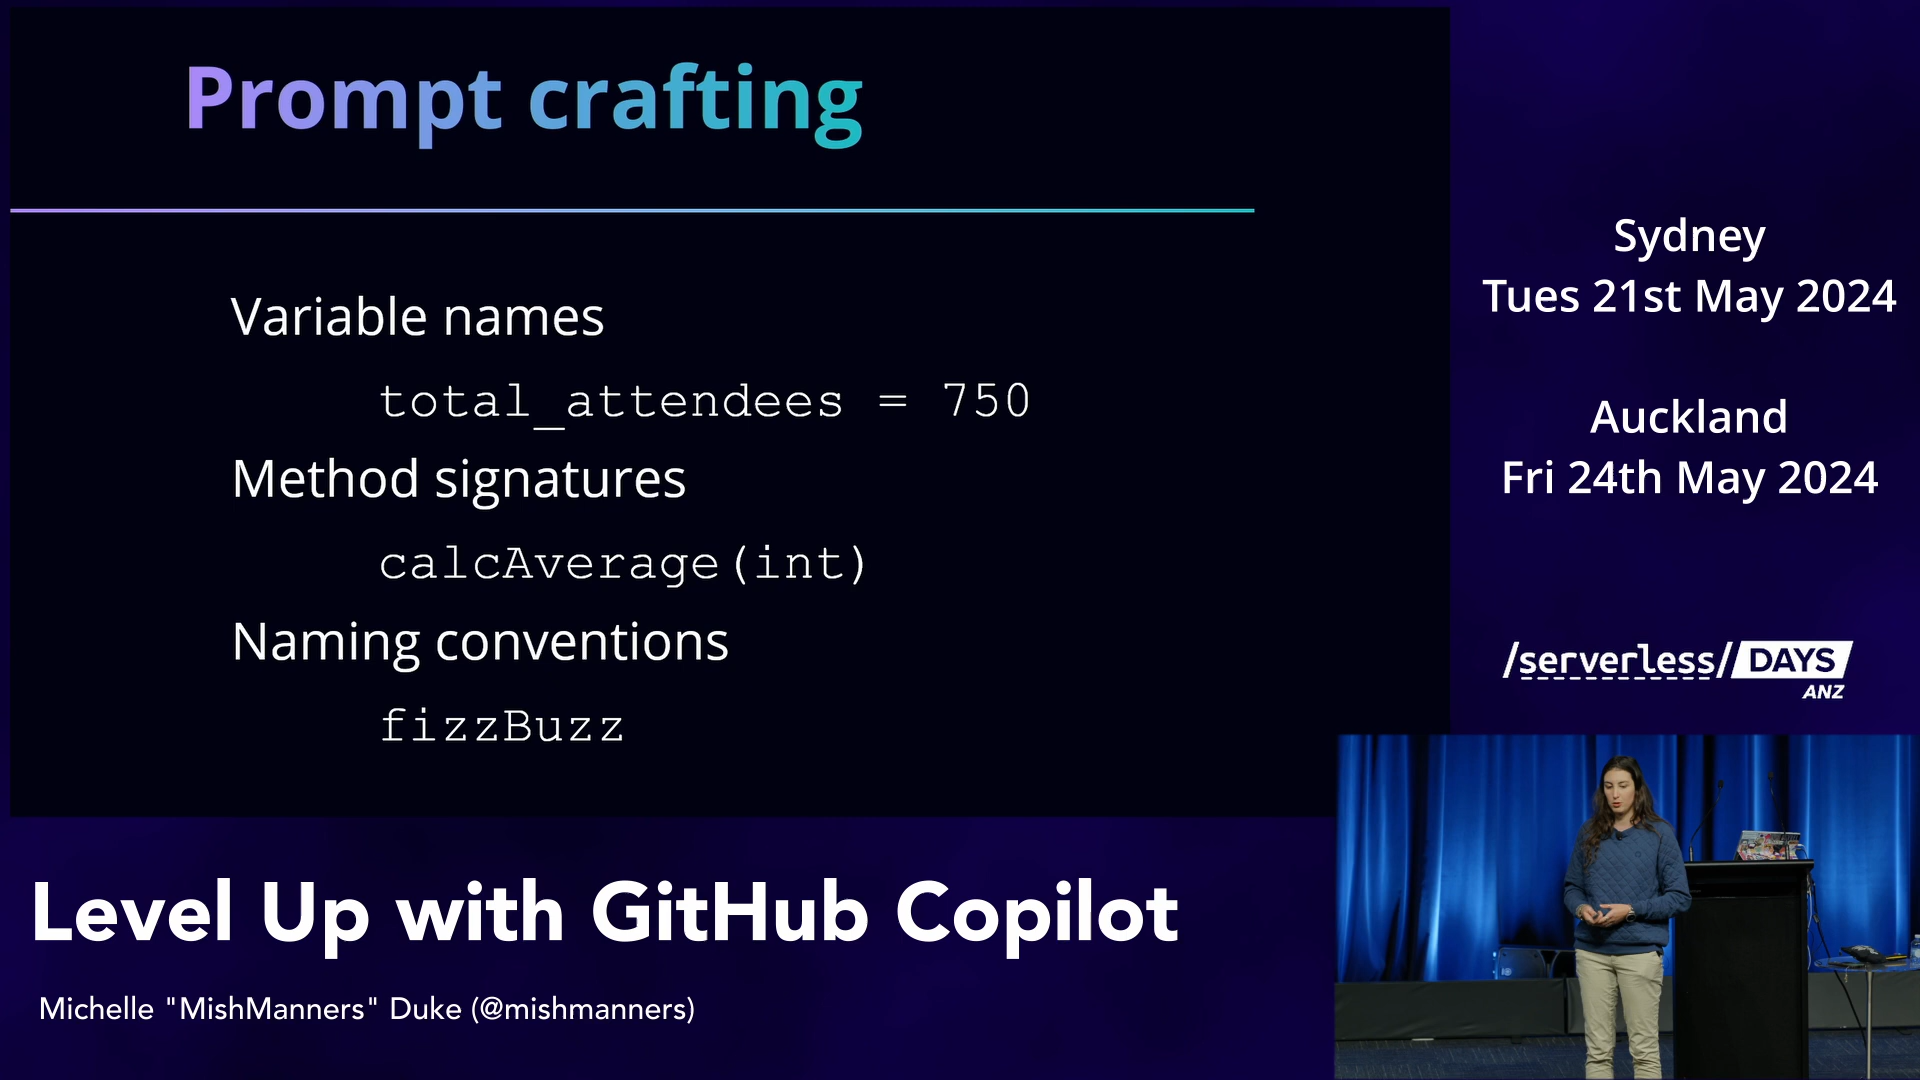 Prompt crafting
Variable names
total_attendees = 750
Method signatures
calcAverage(int)
Naming conventions
fizzBuzz
Sydney
Tues 21st May 2024
Auckland
Fri 24th May 2024
/serverless/DAYS
ANZ
Level Up with GitHub Copilot
Michelle "MishManners" Duke (@mishmanners)